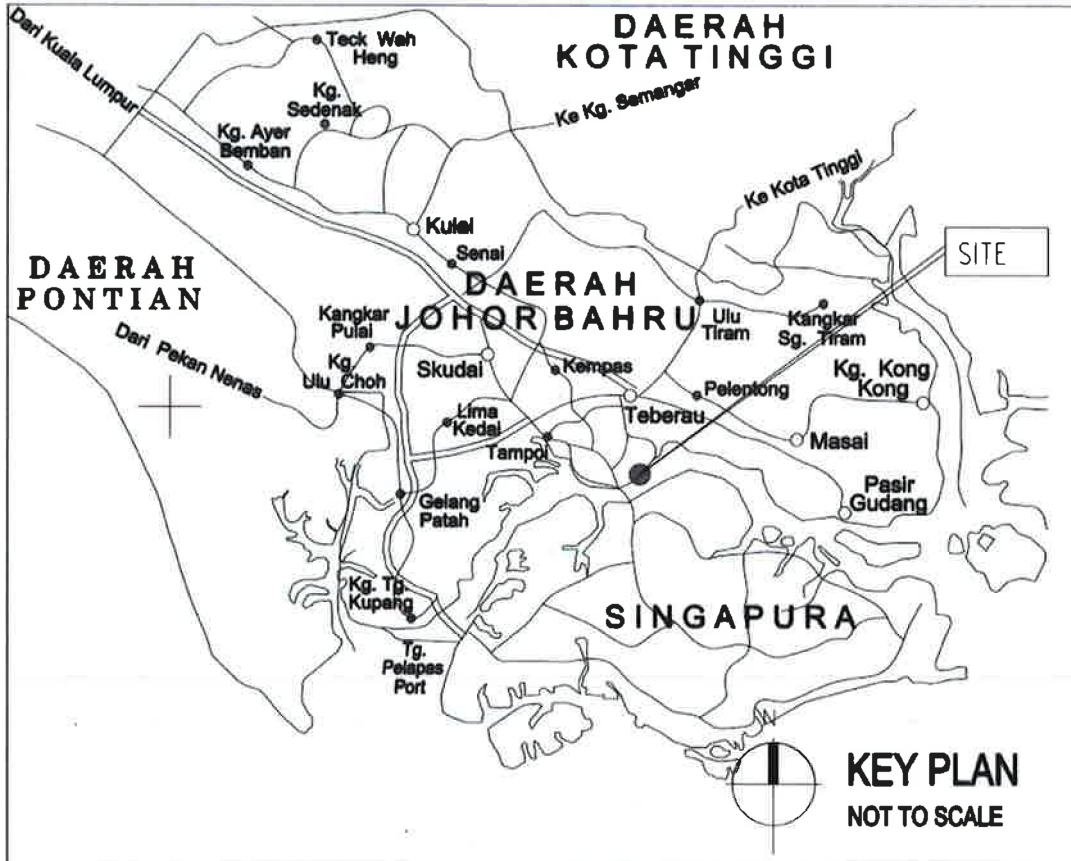 DAERAH
KOTA TINGGI
Dari Kuala Lumpur
Teck Wah
Heng
Kg.
Sedenak
Kg. Ayer
Bemban
Ke Kg. Semangar
Ke Kota Tinggi
Kulai
Senai
SITE
DAERAH
PONTIAN
DAERAH
JOHOR BAHRU
Ulu
Tiram
Kangkar
Sg. Tiram
Kangkar
Pulai
Dari Pekan Nenas
Kg.
Ulu Choh
Skudai
Kempas
Pelentong
Kg. Kong
Kong
Lima
Kedai
Teberau
Masai
Tampoi
Gelang
Patah
Pasir
Gudang
Kg. Tg.
Kupang
SINGAPURA
Tg.
Pelapas
Port
N
KEY PLAN
NOT TO SCALE